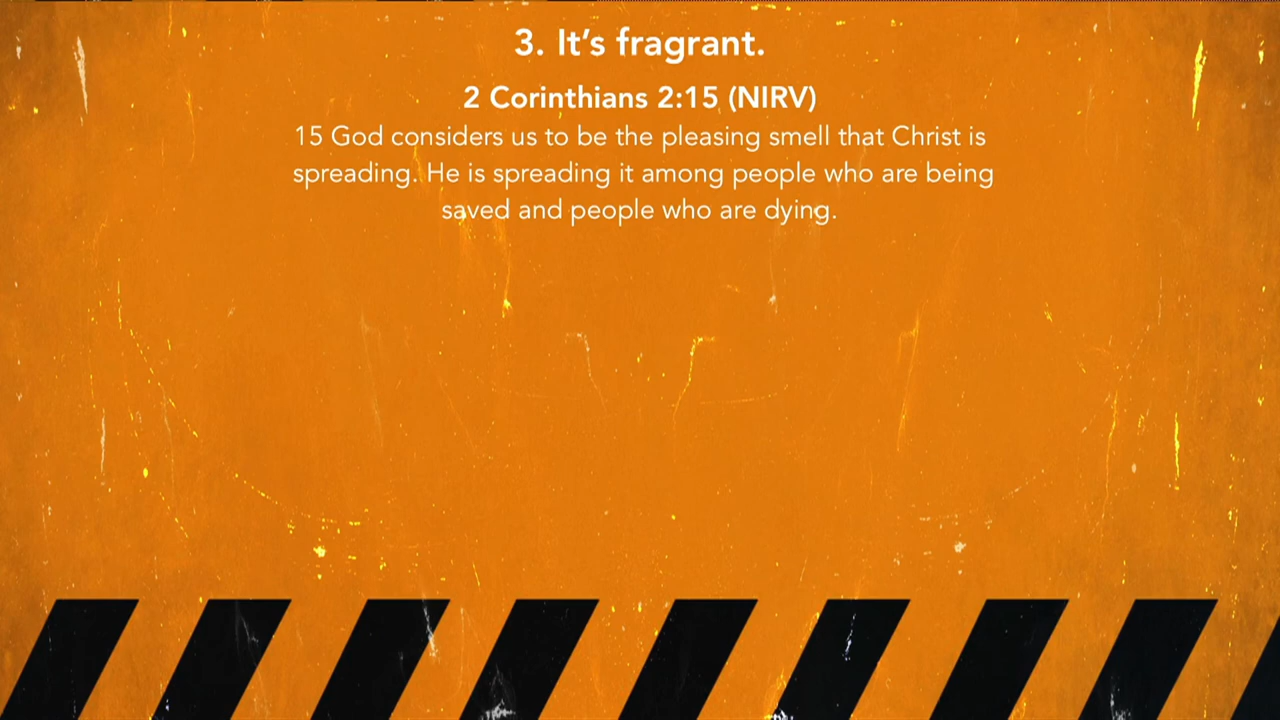 3. It’s fragrant.
2 Corinthians 2:15 (NIRV)
15 God considers us to be the pleasing smell that Christ is
spreading. He is spreading it among people who are being
saved and people who are dying.